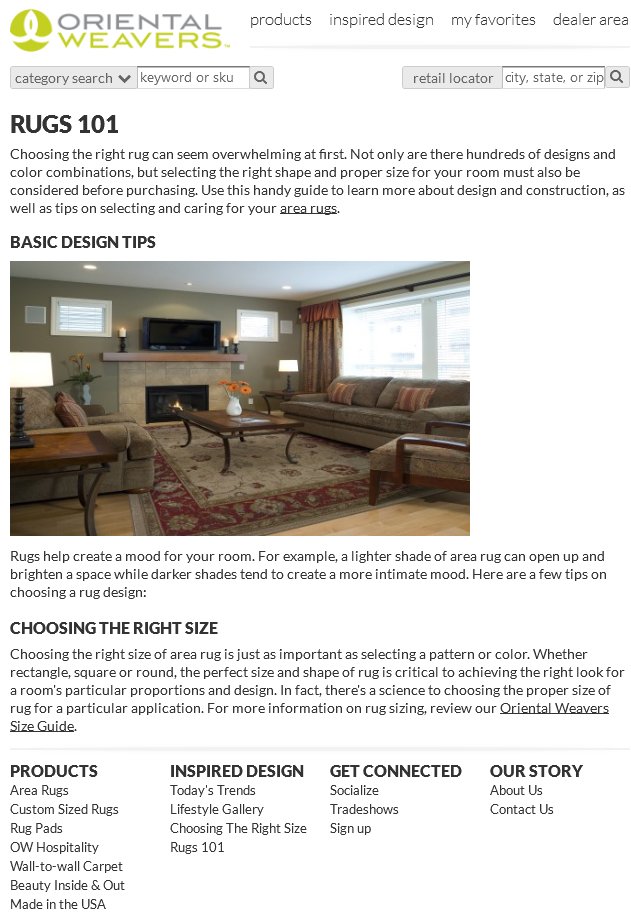 ORIENTAL
WEAVERS™
products inspired design my favorites dealer area
category search keyword or sku retail locator city, state, or zip
RUGS 101
Choosing the right rug can seem overwhelming at first. Not only are there hundreds of designs and
color combinations, but selecting the right shape and proper size for your room must also be
considered before purchasing. Use this handy guide to learn more about design and construction, as
well as tips on selecting and caring for your area rugs.
BASIC DESIGN TIPS
Rugs help create a mood for your room. For example, a lighter shade of area rug can open up and
brighten a space while darker shades tend to create a more intimate mood. Here are a few tips on
choosing a rug design:
CHOOSING THE RIGHT SIZE
Choosing the right size of area rug is just as important as selecting a pattern or color. Whether
rectangle, square or round, the perfect size and shape of rug is critical to achieving the right look for
a room's particular proportions and design. In fact, there's a science to choosing the proper size of
rug for a particular application. For more information on rug sizing, review our Oriental Weavers
Size Guide.
PRODUCTS
Area Rugs
Custom Sized Rugs
Rug Pads
OW Hospitality
Wall-to-wall Carpet
Beauty Inside & Out
Made in the USA
INSPIRED DESIGN
Today's Trends
Lifestyle Gallery
Choosing The Right Size
Rugs 101
GET CONNECTED
Socialize
Tradeshows
Sign up
OUR STORY
About Us
Contact Us